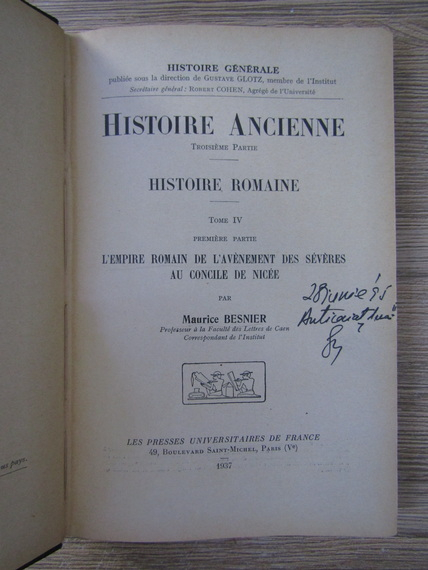 HISTOIRE GÉNÉRALE
publiée sous la direction de GUSTAVE GLOTZ, membre de l'Institut
Secrétaire général : ROBERT COHEN, Agrégé de l'Université
HISTOIRE ANCIENNE
TROISIÈME PARTIE
HISTOIRE ROMAINE
TOME IV
PREMIÈRE PARTIE
L'EMPIRE ROMAIN DE L'AVÈNEMENT DES SÉVÈRES
AU CONCILE DE NICÉE
PAR
Maurice BESNIER
Professeur à la Faculté des Lettres de Caen
Correspondant de l'Institut
28 iunie '95
LES PRESSES UNIVERSITAIRES DE FRANCE
49, BOULEVARD SAINT-MICHEL, PARIS (Vᵉ)
1937